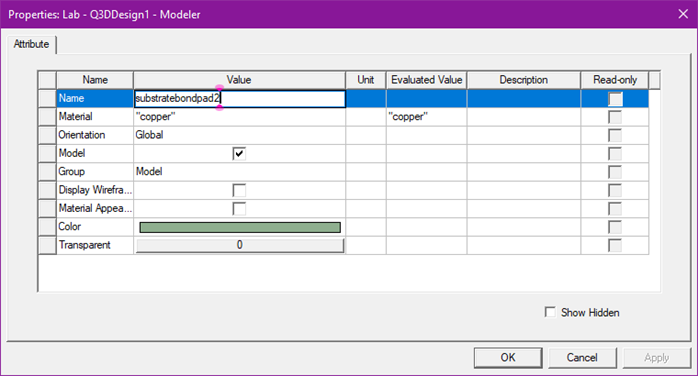 Properties: Lab - Q3DDesign1 - Modeler
Attribute
Name Value Unit Evaluated Value Description Read-only
Name substratebondpad2
Material "copper" "copper"
Orientation Global
Model
Group Model
Display Wirefra...
Material Appea...
Color
Transparent 0
Show Hidden
OK Cancel Apply